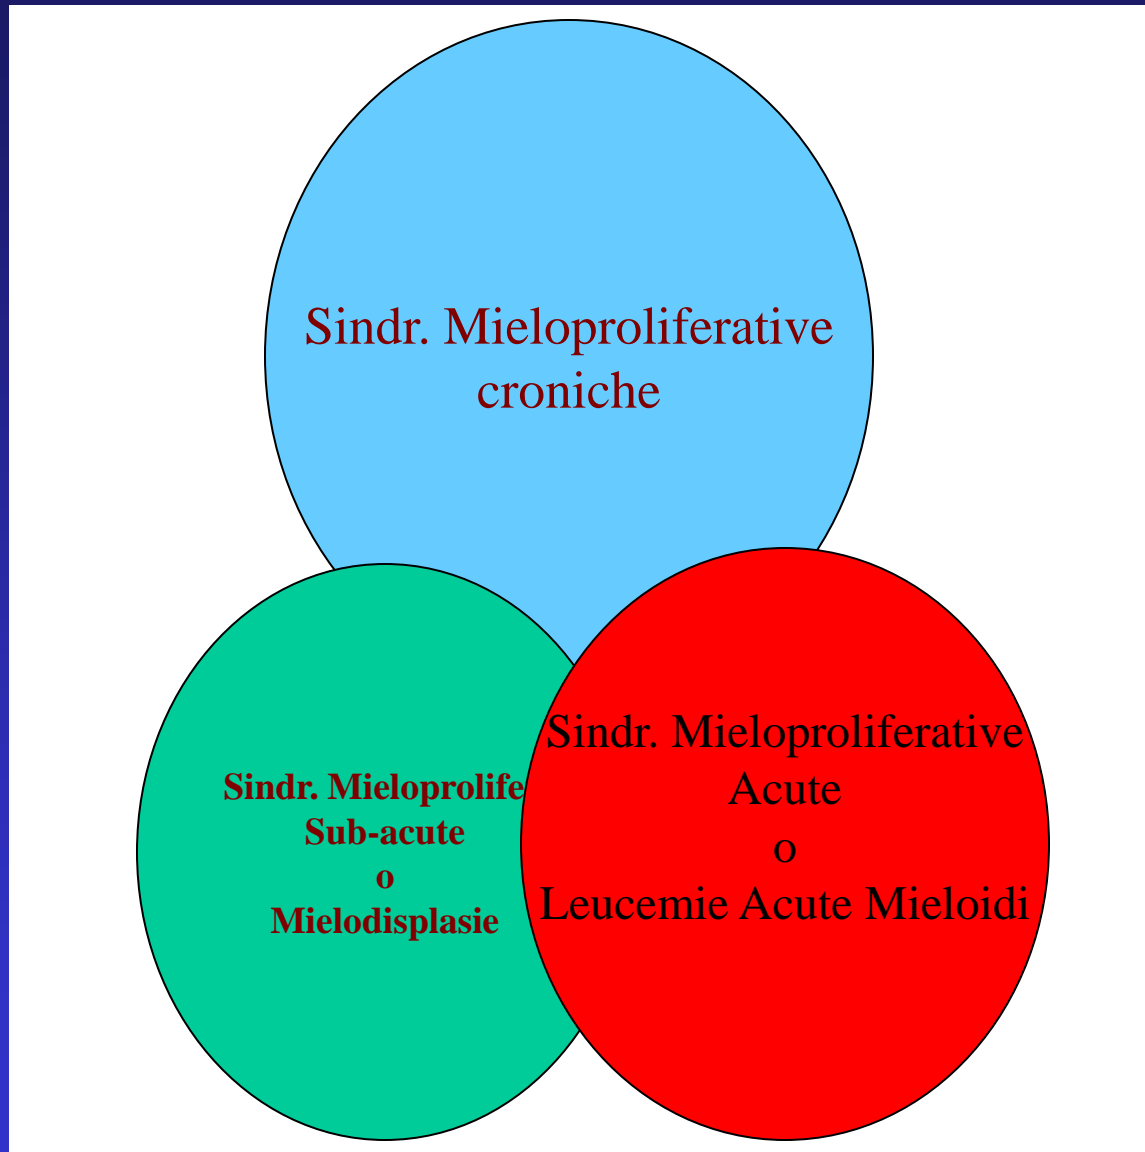 Sindr. Mieloproliferative
croniche
Sindr. Mieloprolife
Sub-acute
o
Mielodisplasie
Sindr. Mieloproliferative
Acute
o
Leucemie Acute Mieloidi